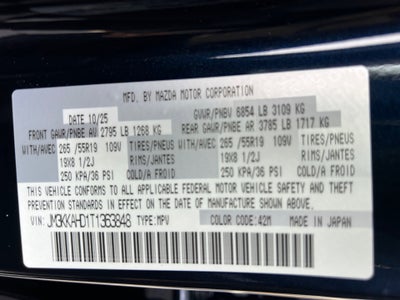 MFD. BY MAZDA MOTOR CORPORATION
DATE 10/25 GVWR/PNBV 6854 LB 3109 KG
FRONT GAWR/PNBE AV 2795 LB 1268 KG REAR GAWR/PNBE AR 3785 LB 1717 KG
WITH/AVEC 265 /55R19 109V TIRES/PNEUS WITH/AVEC 265 /55R19 109V TIRES/PNEUS
19X8 1/2J RIMS/JANTES 19X8 1/2J RIMS/JANTES
250 KPA/36 PSI COLD/A FROID 250 KPA/36 PSI COLD/A FROID
THIS VEHICLE CONFORMS TO ALL APPLICABLE FEDERAL MOTOR VEHICLE SAFETY AND THEFT
PREVENTION STANDARDS IN EFFECT ON THE DATE OF MANUFACTURE SHOWN ABOVE.
VIN: JM3KKAHD1T1363848 TYPE:MPV COLOR CODE:42M MADE IN JAPAN